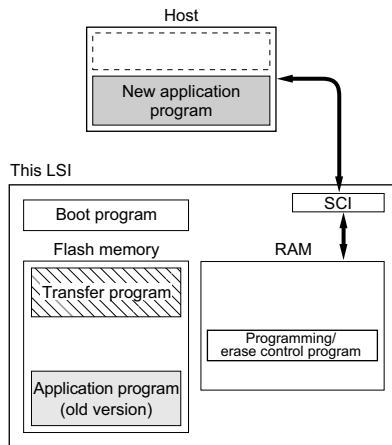 Host
New application
program
This LSI
SCI
Boot program
Flash memory
RAM
Transfer program
Programming/
erase control program
Application program
(old version)